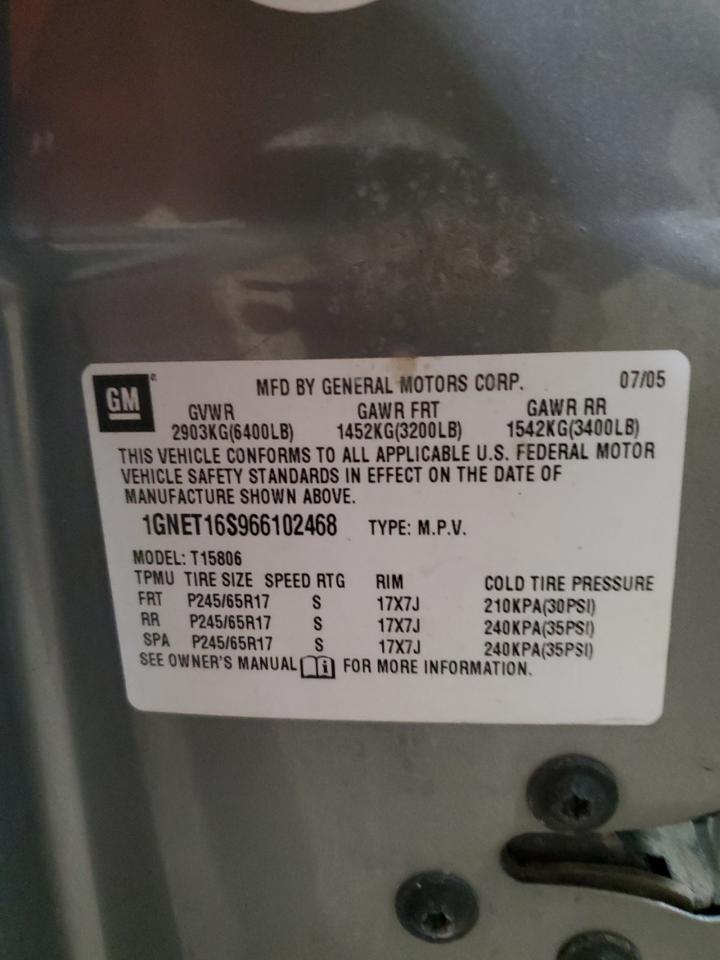 GM
MFD BY GENERAL MOTORS CORP. 07/05
GVWR GAWR FRT GAWR RR
2903KG(6400LB) 1452KG(3200LB) 1542KG(3400LB)
THIS VEHICLE CONFORMS TO ALL APPLICABLE U.S. FEDERAL MOTOR
VEHICLE SAFETY STANDARDS IN EFFECT ON THE DATE OF
MANUFACTURE SHOWN ABOVE.
1GNET16S966102468 TYPE: M.P.V.
MODEL: T15806
TPMU TIRE SIZE SPEED RTG RIM COLD TIRE PRESSURE
FRT P245/65R17 S 17X7J 210KPA(30PSI)
RR P245/65R17 S 17X7J 240KPA(35PSI)
SPA P245/65R17 S 17X7J 240KPA(35PSI)
SEE OWNER'S MANUAL i FOR MORE INFORMATION.